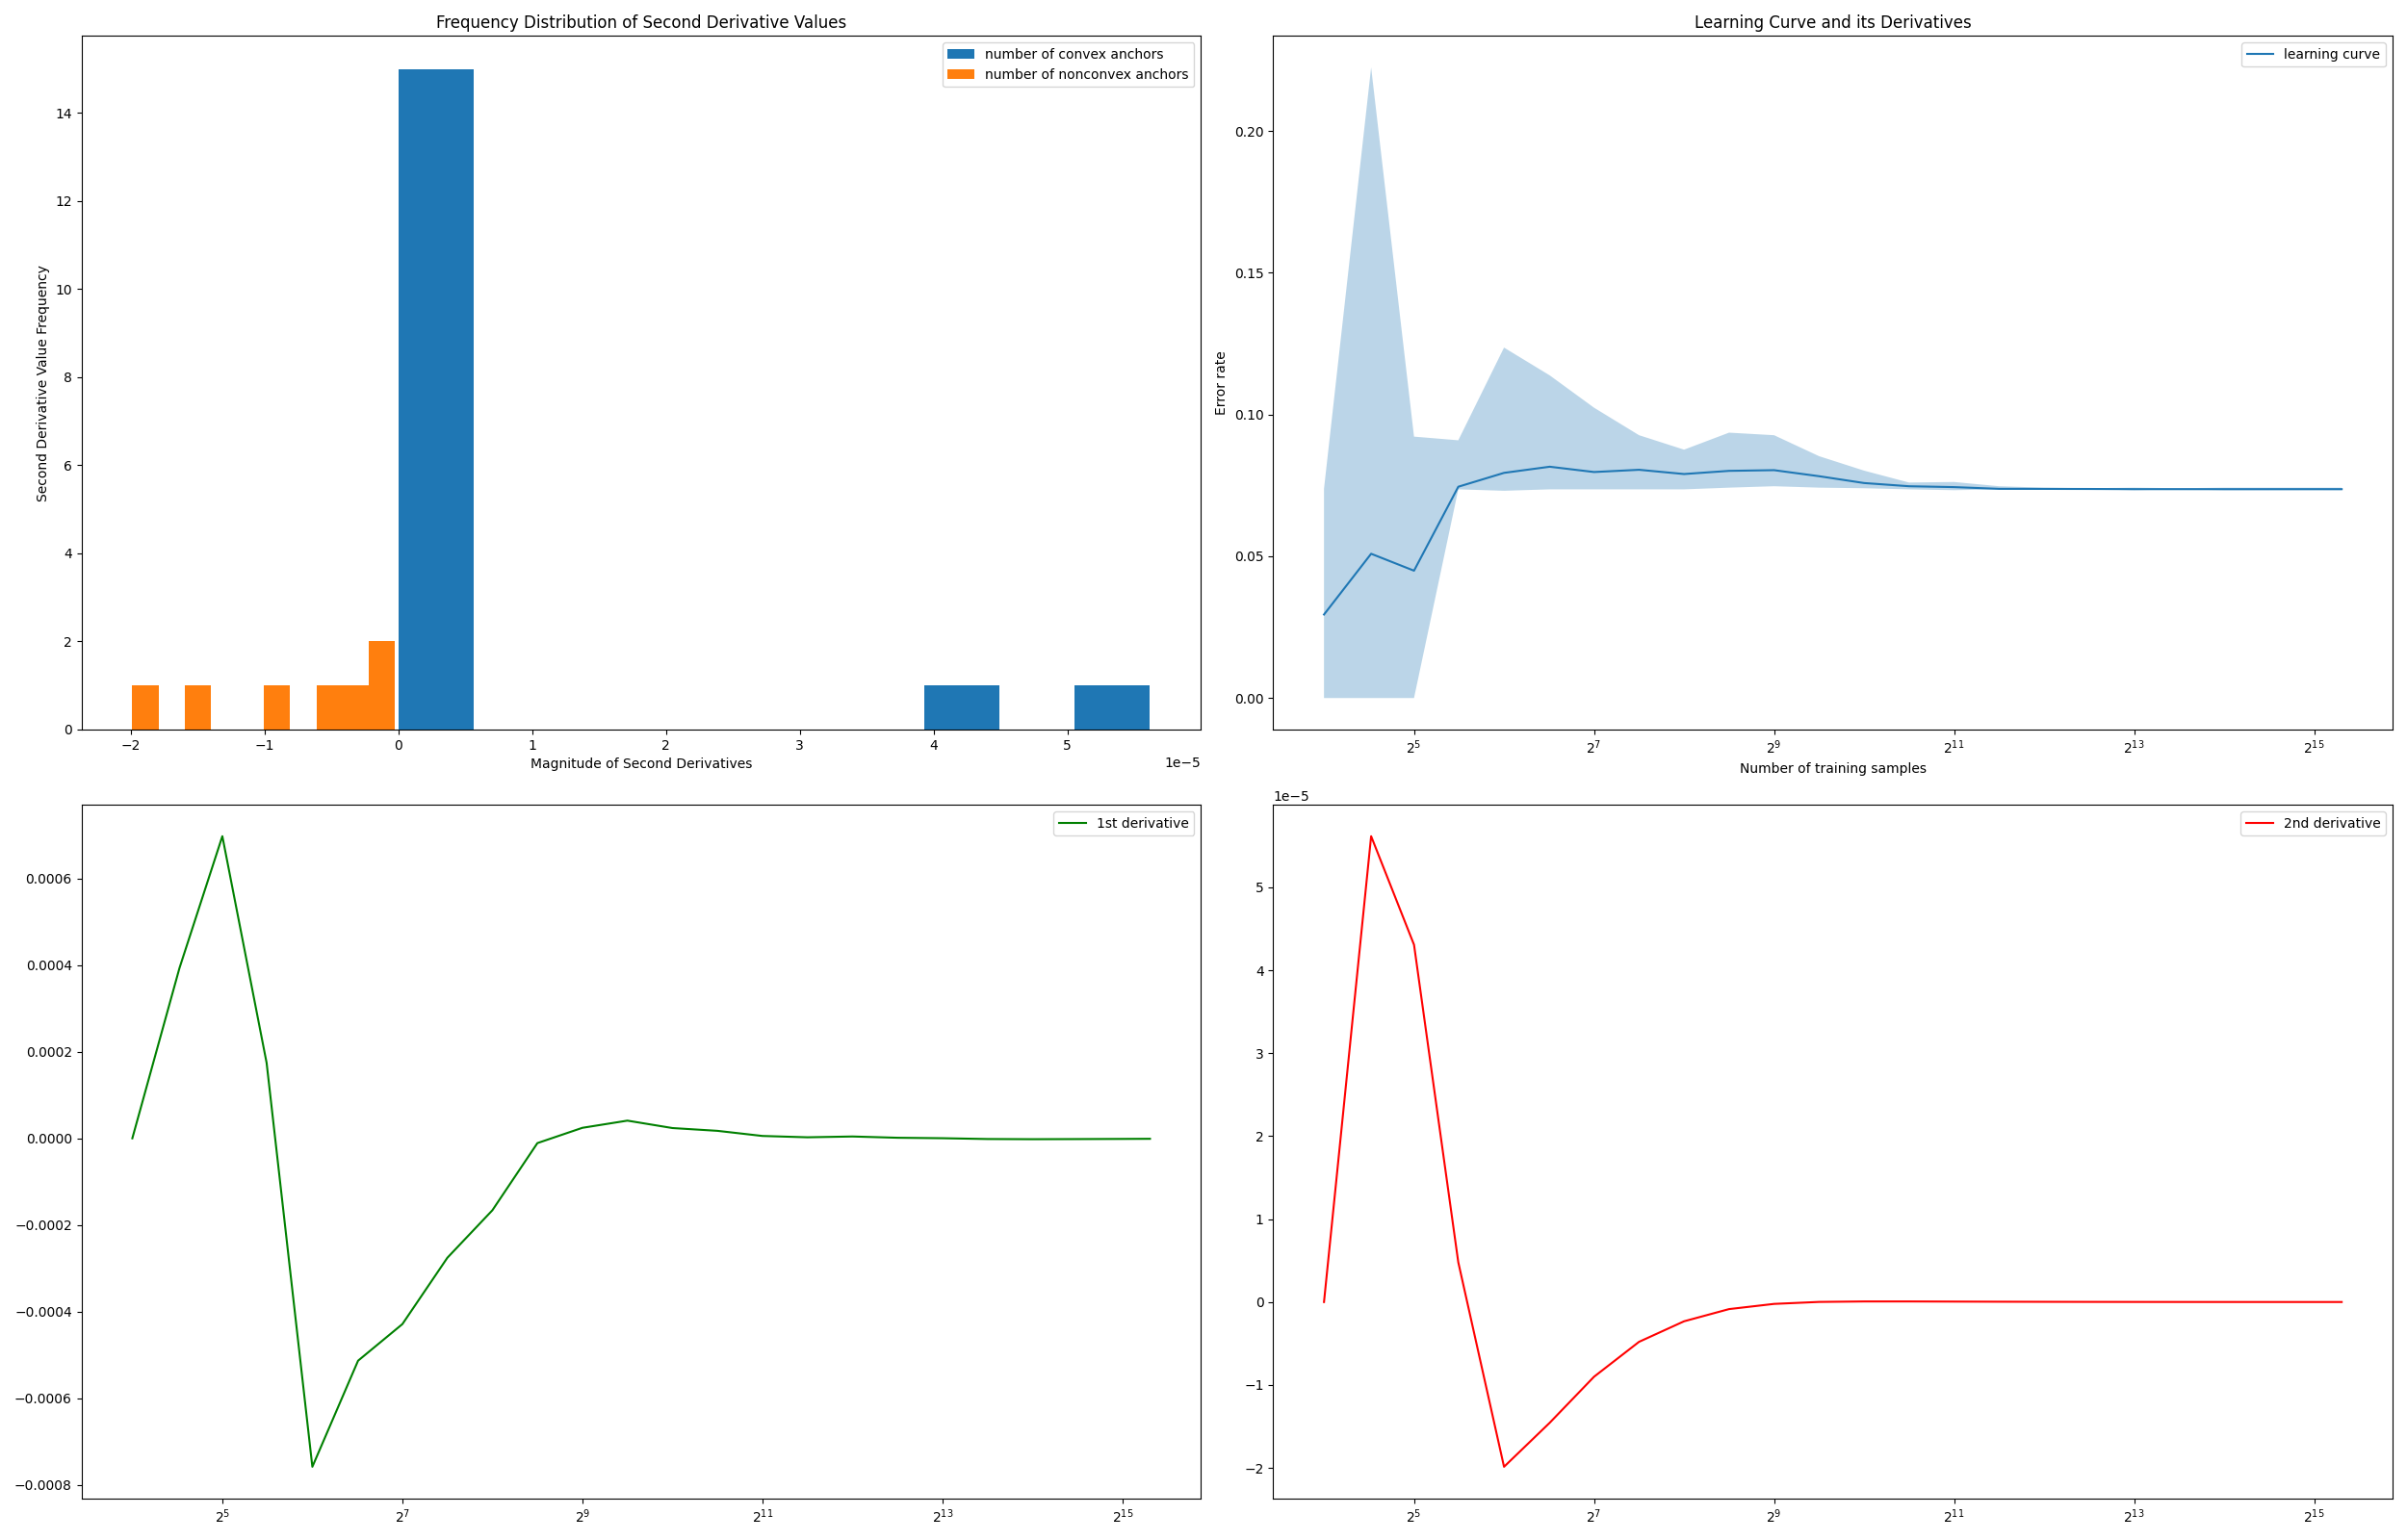 Frequency Distribution of Second Derivative Values
number of convex anchors
number of nonconvex anchors
Second Derivative Value Frequency
14
12
10
8
6
4
2
0
−2 −1 0 1 2 3 4 5
1e−5
Magnitude of Second Derivatives
Learning Curve and its Derivatives
learning curve
Error rate
0.20
0.15
0.10
0.05
0.00
2^5 2^7 2^9 2^11 2^13 2^15
Number of training samples
1st derivative
0.0006
0.0004
0.0002
0.0000
−0.0002
−0.0004
−0.0006
−0.0008
2^5 2^7 2^9 2^11 2^13 2^15
1e−5
2nd derivative
5
4
3
2
1
0
−1
−2
2^5 2^7 2^9 2^11 2^13 2^15